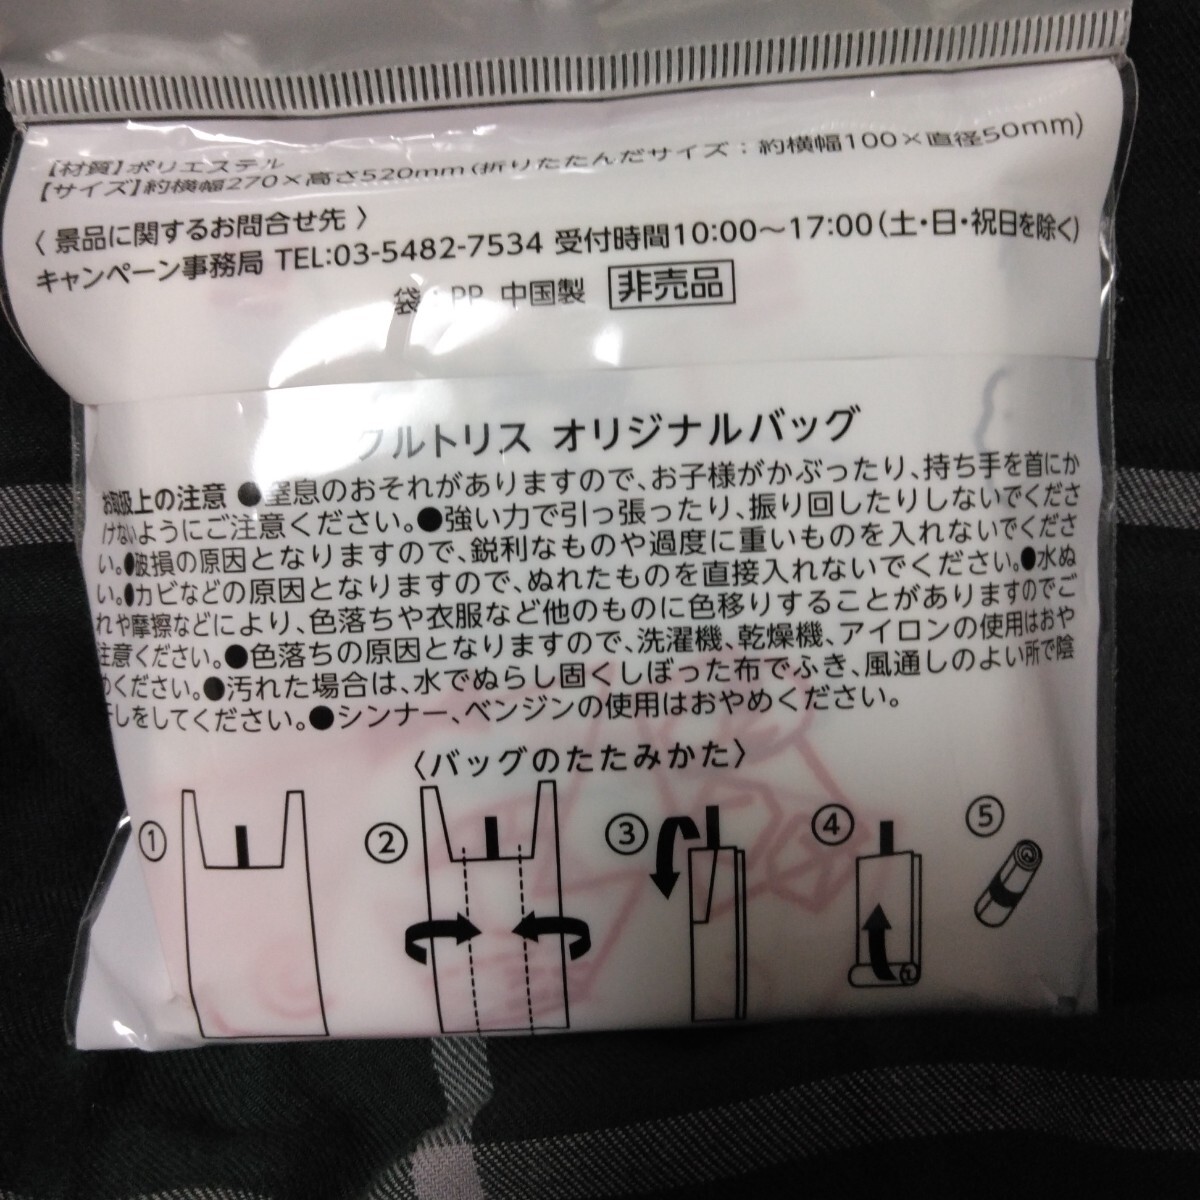 【材質】ポリエステル
【サイズ】約横幅270×高さ520mm(折りたたんだサイズ:約横幅100×直径50mm)
〈 景品に関するお問合せ先 〉
キャンペーン事務局 TEL:03-5482-7534 受付時間10:00〜17:00(土・日・祝日を除く)
袋:PP 中国製 非売品
クルトリス オリジナルバッグ
お取扱上の注意 ●窒息のおそれがありますので、お子様がかぶったり、持ち手を首にか
けないようにご注意ください。●強い力で引っ張ったり、振り回したりしないでくださ
い。●破損の原因となりますので、鋭利なものや過度に重いものを入れないでくださ
い。●カビなどの原因となりますので、ぬれたものを直接入れないでください。●水ぬ
れや摩擦などにより、色落ちや衣服など他のものに色移りすることがありますのでご
注意ください。●色落ちの原因となりますので、洗濯機、乾燥機、アイロンの使用はおや
めください。●汚れた場合は、水でぬらし固くしぼった布でふき、風通しのよい所で陰
干しをしてください。●シンナー、ベンジンの使用はおやめください。
〈バッグのたたみかた〉
① ② ③ ④ ⑤